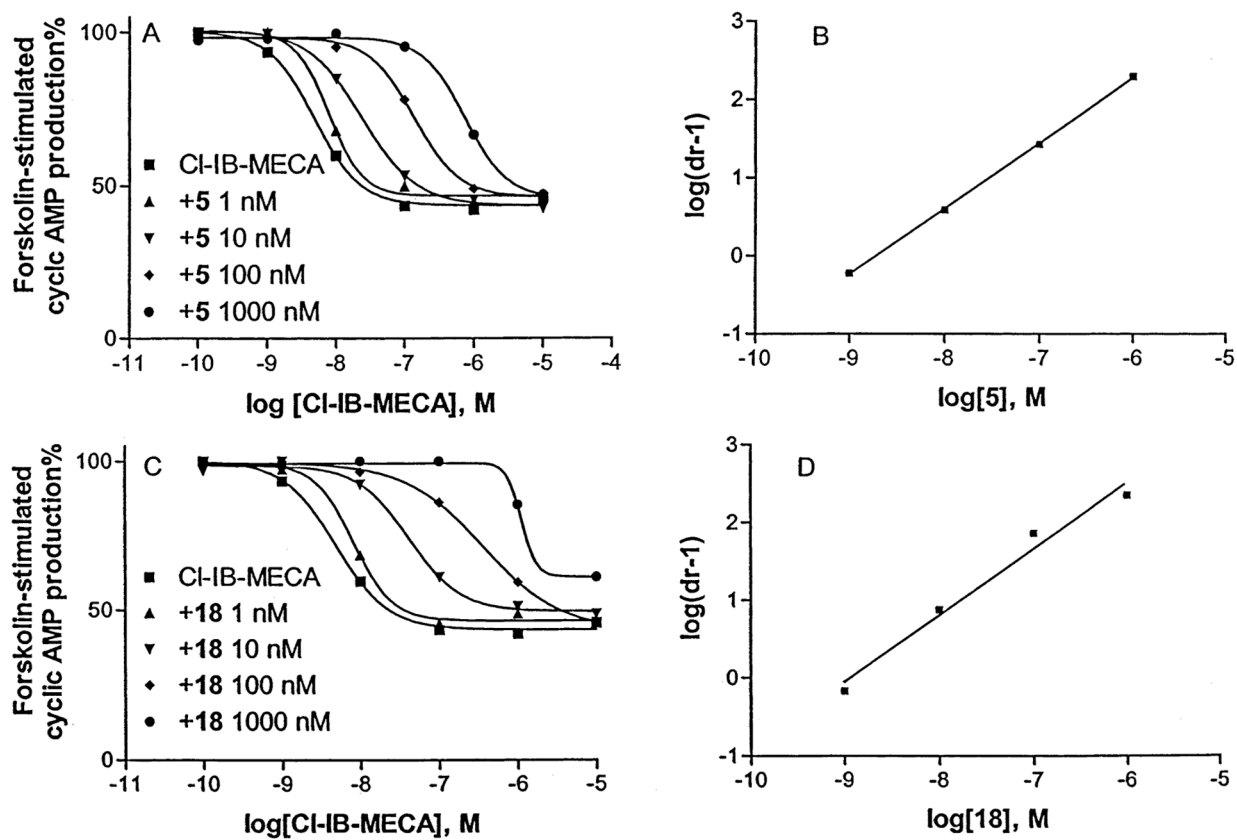 A
Forskolin-stimulated
cyclc AMP production%
100
50
0
Cl-IB-MECA
+5 1 nM
+5 10 nM
+5 100 nM
+5 1000 nM
-11 -10 -9 -8 -7 -6 -5 -4
log [Cl-IB-MECA], M
B
log(dr-1)
3
2
1
0
-1
-10 -9 -8 -7 -6 -5
log[5], M
C
Forskolin-stimulated
cyclic AMP production%
100
50
0
Cl-IB-MECA
+18 1 nM
+18 10 nM
+18 100 nM
+18 1000 nM
-11 -10 -9 -8 -7 -6 -5
log[Cl-IB-MECA], M
D
log(dr-1)
3
2
1
0
-1
-10 -9 -8 -7 -6 -5
log[18], M